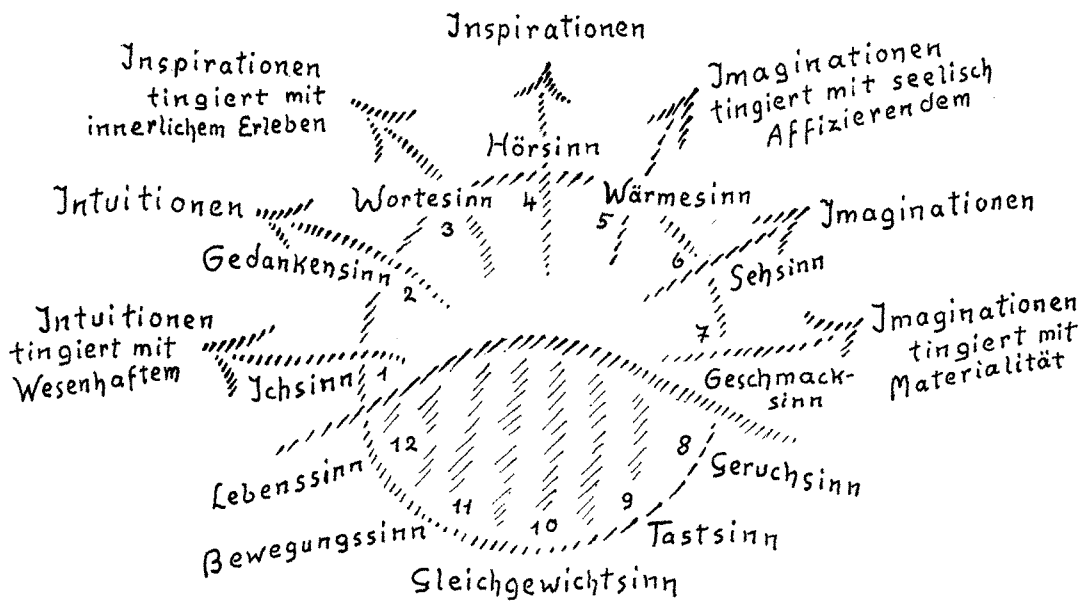 Inspirationen
Inspirationen
tingiert mit
innerlichem Erleben
Imaginationen
tingiert mit seelisch
Affizierendem
Hörsinn
Intuitionen
Wortesinn
4
Wärmesinn
Imaginationen
3
5
Gedankensinn
2
6
Sehsinn
Intuitionen
tingiert mit
Wesenhaftem
Ichsinn
1
7
Imaginationen
tingiert mit
Materialität
Geschmack-
sinn
12
8
Lebenssinn
Geruchsinn
11
9
10
Bewegungssinn
Tastsinn
Gleichgewichtsinn